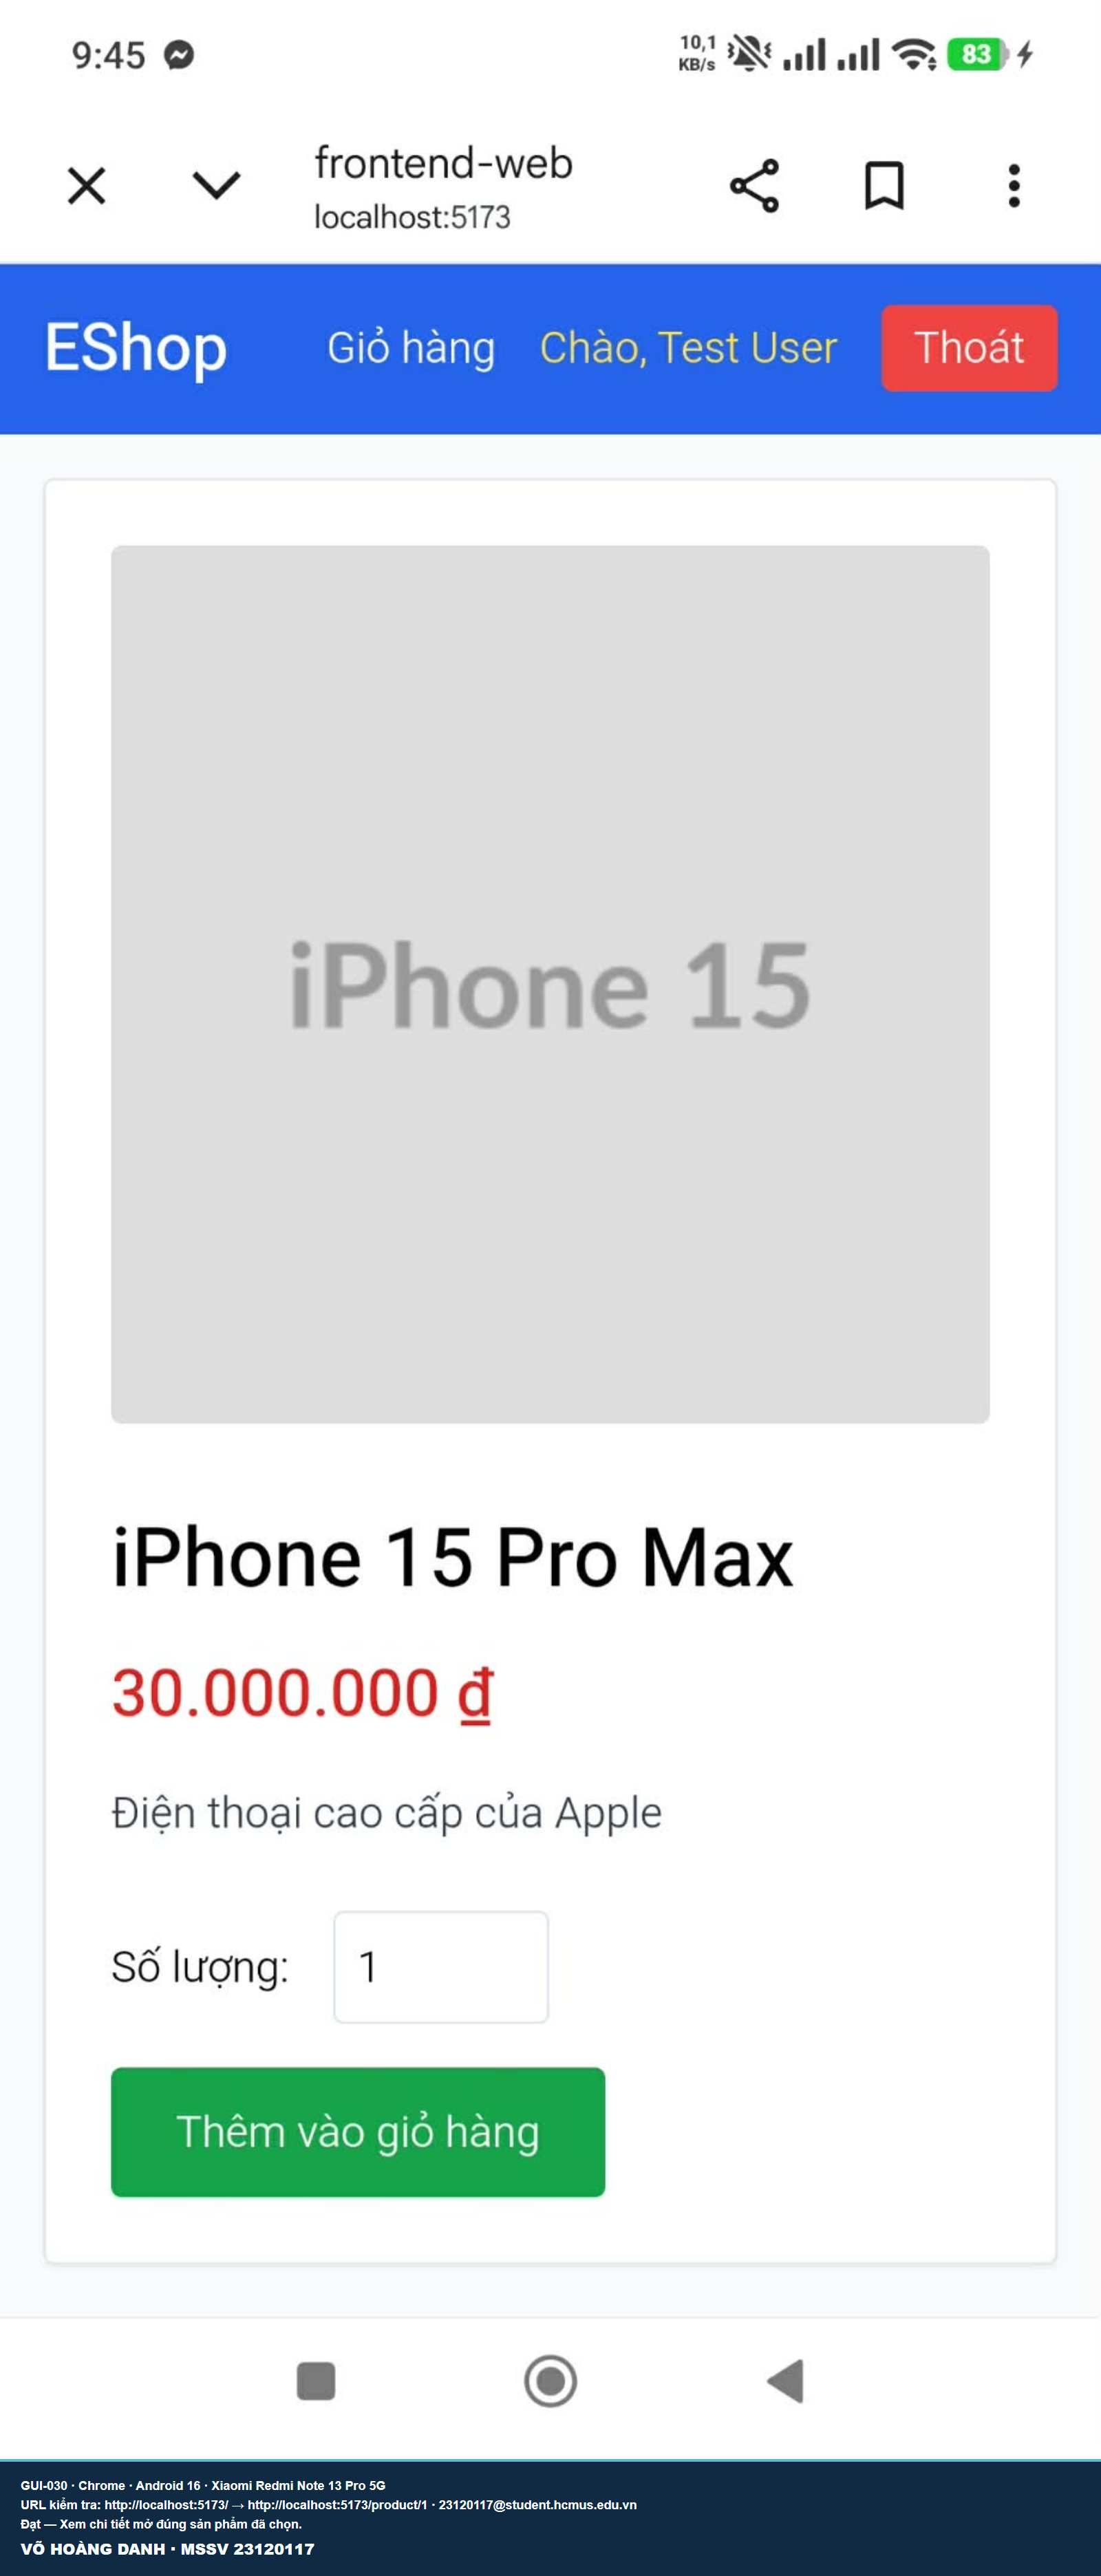 9:45
10,1
KB/s
83
frontend-web
localhost:5173
EShop
Giỏ hàng
Chào, Test User
Thoát
iPhone 15
iPhone 15 Pro Max
30.000.000 ₫
Điện thoại cao cấp của Apple
Số lượng:
1
Thêm vào giỏ hàng
GUI-030 · Chrome · Android 16 · Xiaomi Redmi Note 13 Pro 5G
URL kiểm tra: http://localhost:5173/ → http://localhost:5173/product/1 · 23120117@student.hcmus.edu.vn
Đạt — Xem chi tiết mở đúng sản phẩm đã chọn.
VÕ HOÀNG DANH · MSSV 23120117